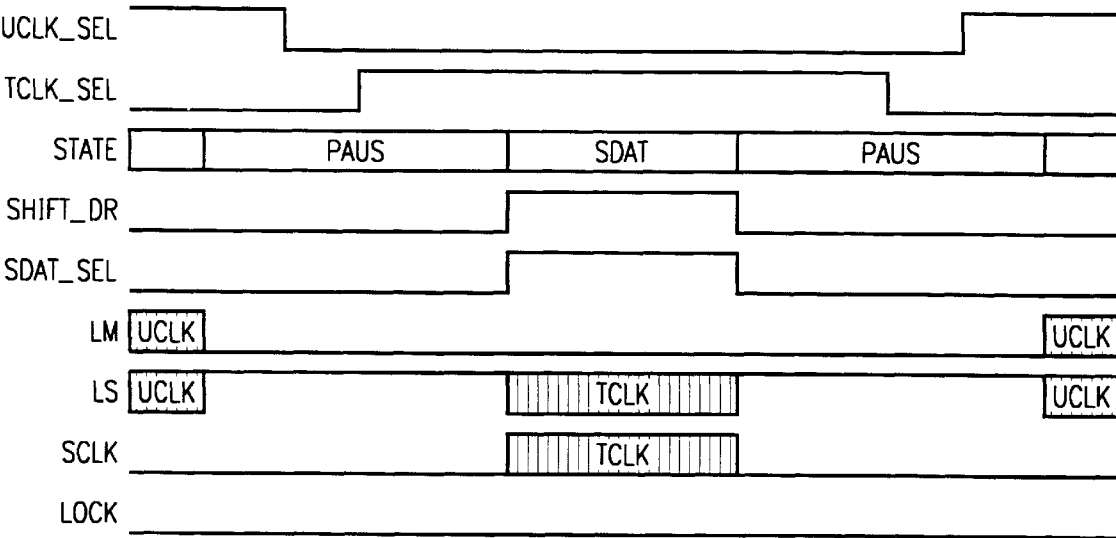 UCLK_SEL
TCLK_SEL
STATE PAUS SDAT PAUS
SHIFT_DR
SDAT_SEL
LM UCLK UCLK
LS UCLK TCLK UCLK
SCLK TCLK
LOCK